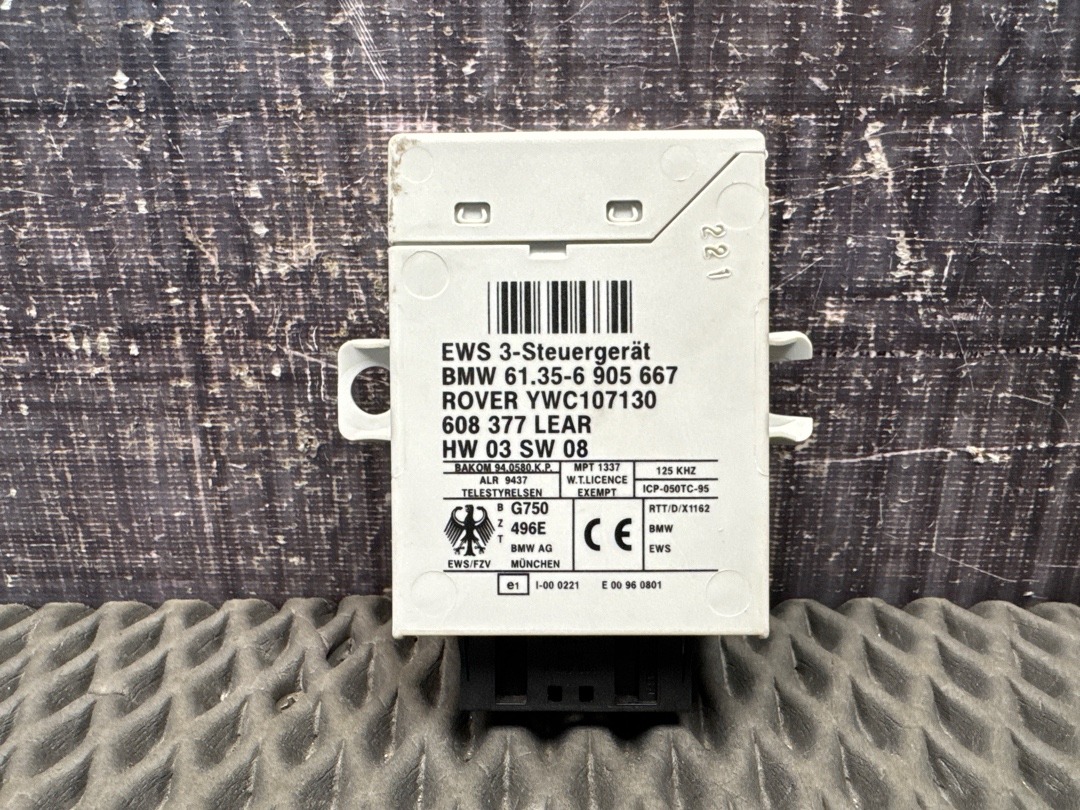 221
EWS 3-Steuergerät
BMW 61.35-6 905 667
ROVER YWC107130
608 377 LEAR
HW 03 SW 08
BAKOM 94.0580.K.P.
ALR 9437
TELESTYRELSEN
MPT 1337
W.T.LICENCE
EXEMPT
125 KHZ
ICP-050TC-95
BZT
G750
496E
BMW AG
MÜNCHEN
EWS/FZV
CE
RTT/D/X1162
BMW
EWS
e1 I-00 0221 E 00 96 0801